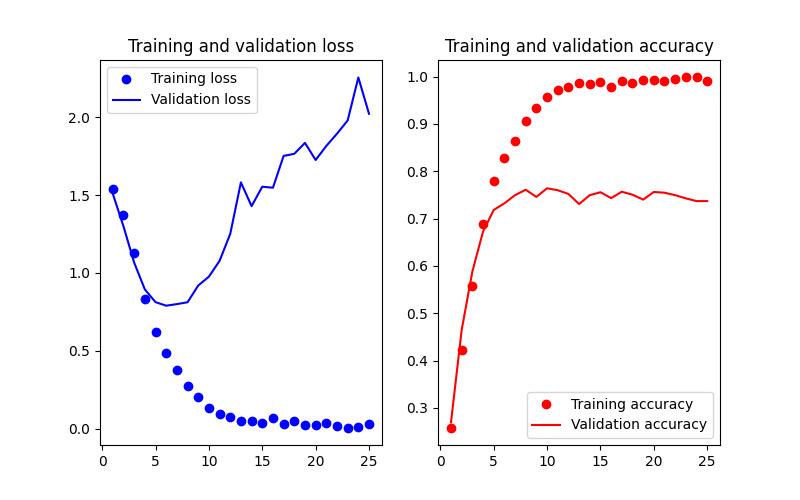 Training and validation loss
Training loss
Validation loss
2.0
1.5
1.0
0.5
0.0
0 5 10 15 20 25
Training and validation accuracy
1.0
0.9
0.8
0.7
0.6
0.5
0.4
0.3
Training accuracy
Validation accuracy
0 5 10 15 20 25